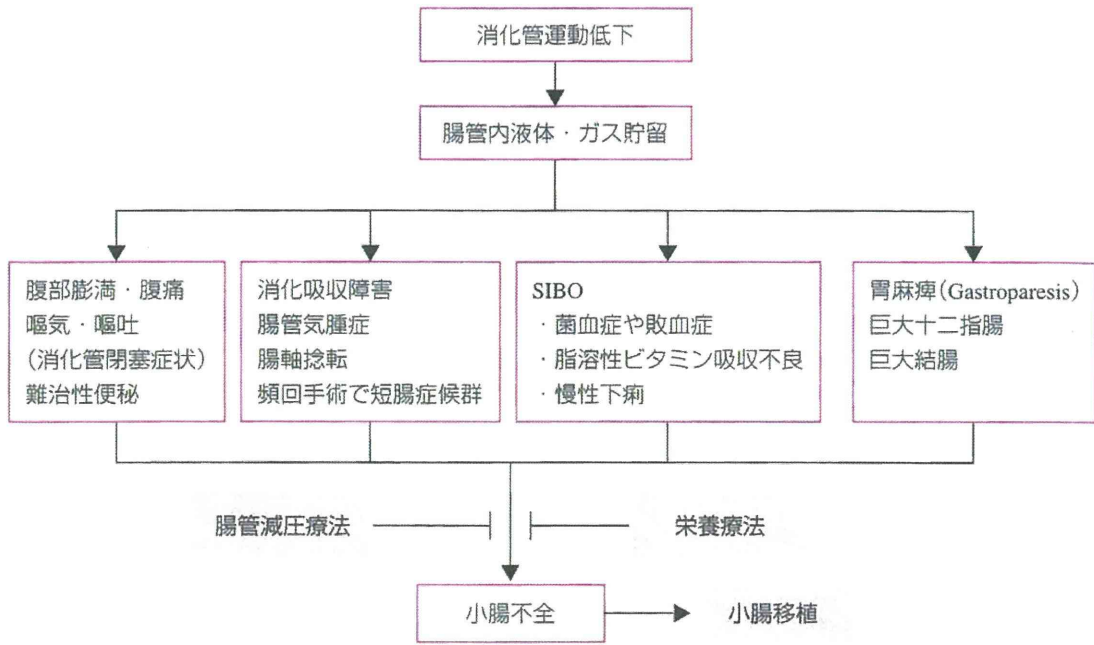 消化管運動低下
腸管内液体・ガス貯留
腹部膨満・腹痛
嘔気・嘔吐
(消化管閉塞症状)
難治性便秘
消化吸収障害
腸管気腫症
腸軸捻転
頻回手術で短腸症候群
SIBO
・菌血症や敗血症
・脂溶性ビタミン吸収不良
・慢性下痢
胃麻痺(Gastroparesis)
巨大十二指腸
巨大結腸
腸管減圧療法
栄養療法
小腸不全
小腸移植